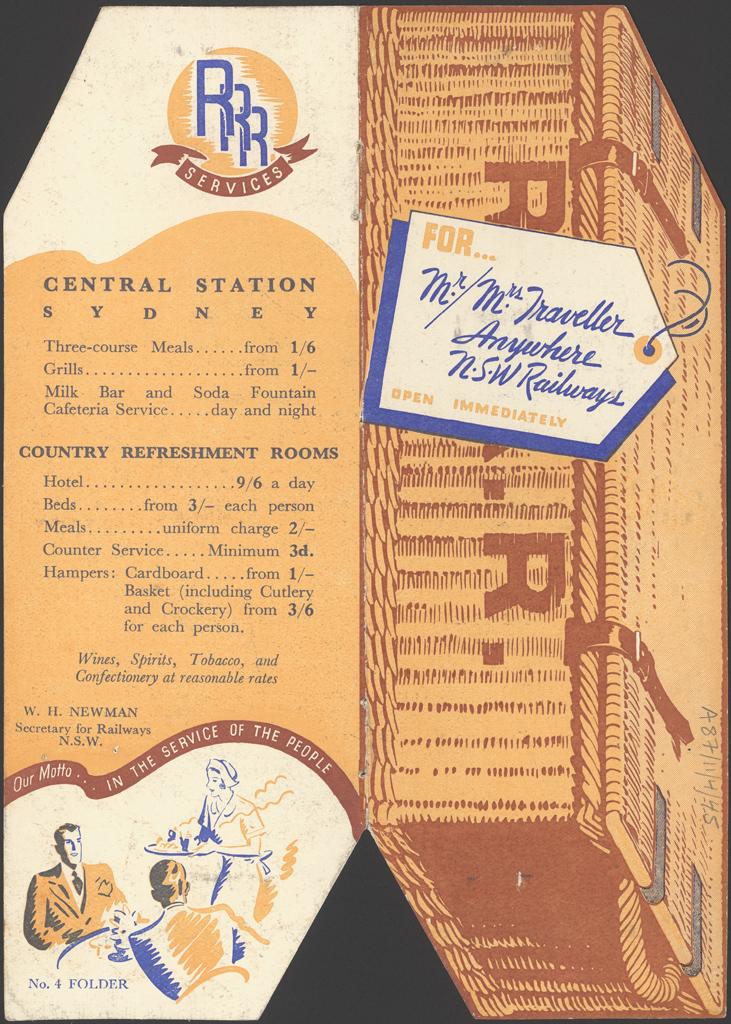 RRR
SERVICES
CENTRAL STATION
SYDNEY
Three-course Meals......from 1/6
Grills......................from 1/–
Milk Bar and Soda Fountain
Cafeteria Service.....day and night
COUNTRY REFRESHMENT ROOMS
Hotel..................9/6 a day
Beds........from 3/– each person
Meals.........uniform charge 2/–
Counter Service.....Minimum 3d.
Hampers: Cardboard.....from 1/–
Basket (including Cutlery
and Crockery) from 3/6
for each person.
Wines, Spirits, Tobacco, and
Confectionery at reasonable rates
W. H. NEWMAN
Secretary for Railways
N.S.W.
Our Motto... IN THE SERVICE OF THE PEOPLE
No. 4 FOLDER
FOR...
Mr/Mrs Traveller
Anywhere
N.S.W Railways
OPEN IMMEDIATELY
R. R.